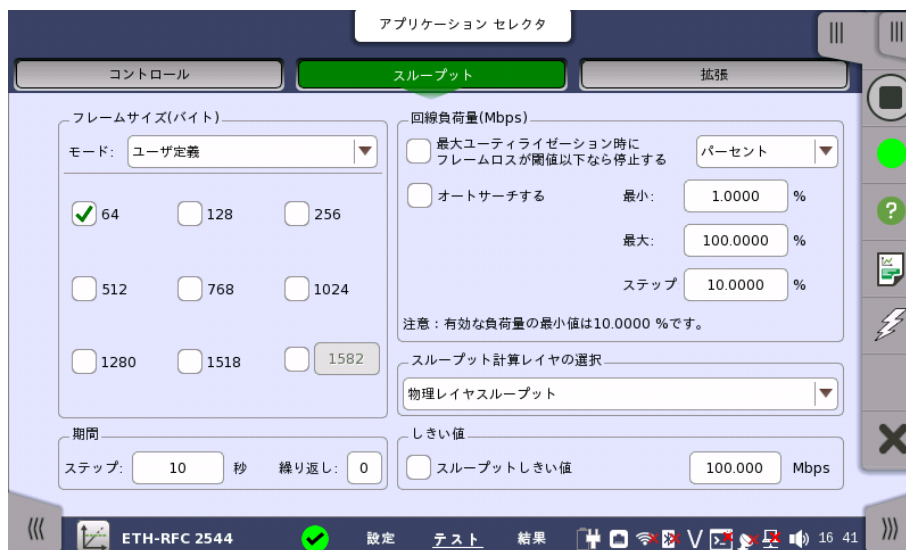 アプリケーション セレクタ
コントロール
スループット
拡張
フレームサイズ(バイト)
モード:
ユーザ定義
64
128
256
512
768
1024
1280
1518
1582
期間
ステップ:
10
秒
繰り返し:
0
回線負荷量(Mbps)
最大ユーティライゼーション時に
フレームロスが閾値以下なら停止する
パーセント
オートサーチする
最小:
1.0000
%
最大:
100.0000
%
ステップ
10.0000
%
注意：有効な負荷量の最小値は10.0000 %です。
スループット計算レイヤの選択
物理レイヤスループット
しきい値
スループットしきい値
100.000
Mbps
ETH-RFC 2544
設定
テスト
結果
16 41